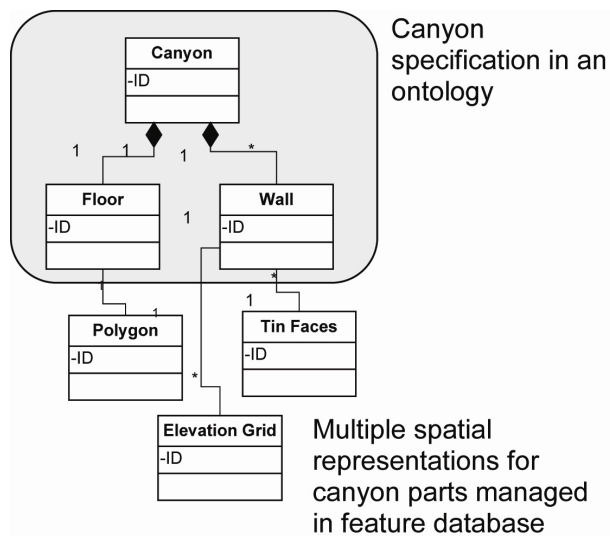 Canyon
-ID
Canyon
specification in an
ontology
1
1
1
*
Floor
-ID
Wall
-ID
1
1
*
1
1
Polygon
-ID
Tin Faces
-ID
*
Elevation Grid
-ID
Multiple spatial
representations for
canyon parts managed
in feature database